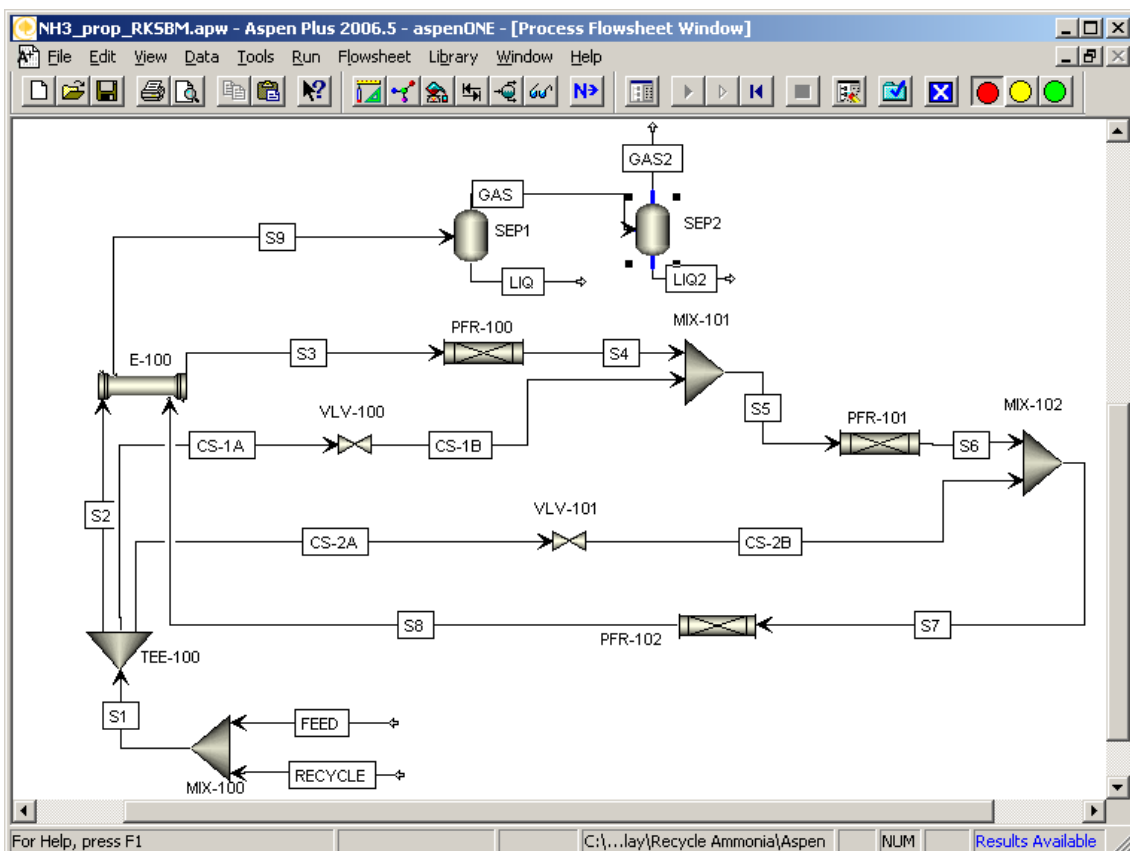 NH3_prop_RKSBM.apw - Aspen Plus 2006.5 - aspenONE - [Process Flowsheet Window]
File Edit View Data Tools Run Flowsheet Library Window Help
N
GAS2
GAS
SEP2
S9
SEP1
LIQ
LIQ2
MIX-101
PFR-100
E-100
S3
S4
MIX-102
S5
VLV-100
PFR-101
CS-1A
CS-1B
S6
S2
VLV-101
CS-2A
CS-2B
S8
S7
PFR-102
TEE-100
S1
FEED
RECYCLE
MIX-100
For Help, press F1
C:\...lay\Recycle Ammonia\Aspen
NUM
Results Available